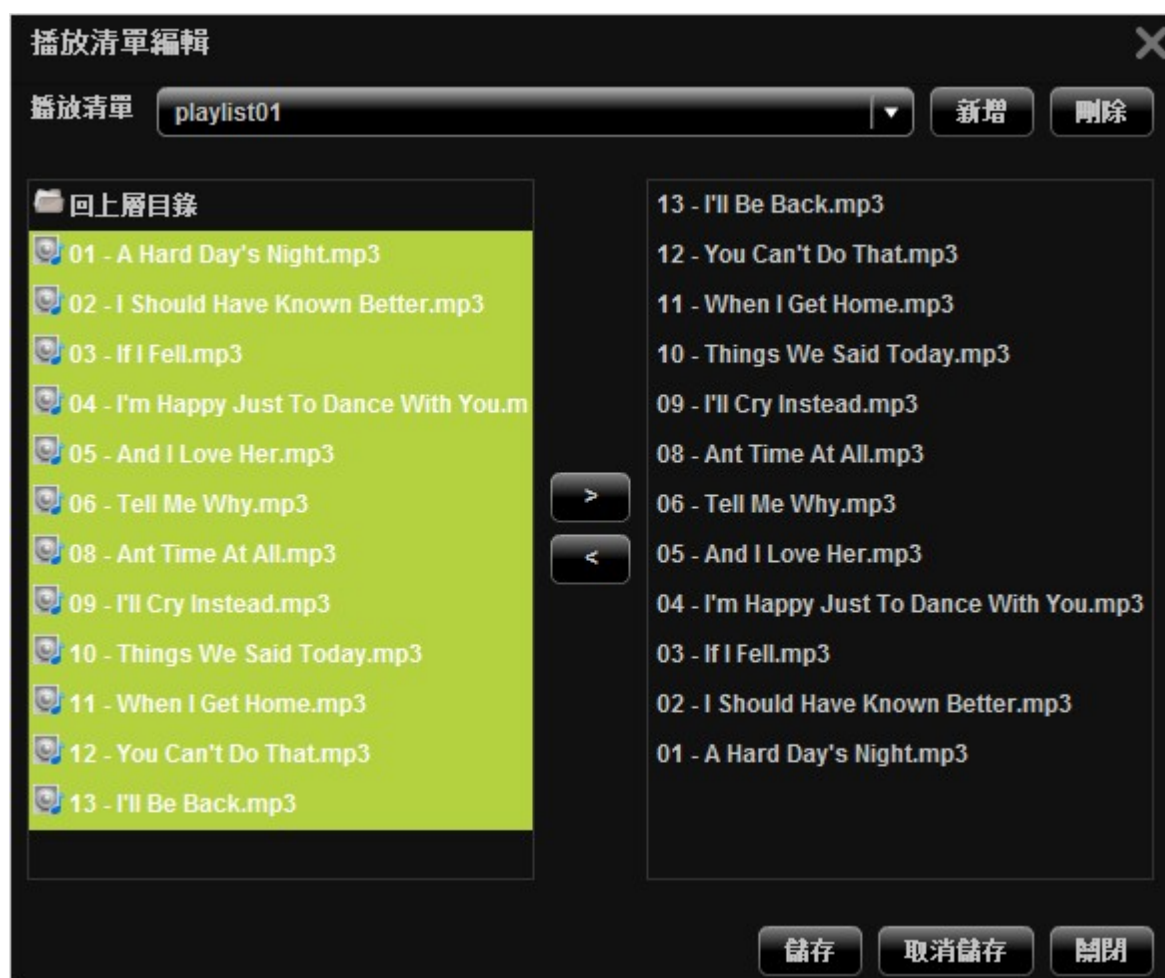 播放清單編輯
播放清單 playlist01 新增 刪除
回上層目錄
01 - A Hard Day's Night.mp3
02 - I Should Have Known Better.mp3
03 - If I Fell.mp3
04 - I'm Happy Just To Dance With You.m
05 - And I Love Her.mp3
06 - Tell Me Why.mp3
08 - Ant Time At All.mp3
09 - I'll Cry Instead.mp3
10 - Things We Said Today.mp3
11 - When I Get Home.mp3
12 - You Can't Do That.mp3
13 - I'll Be Back.mp3
>
<
13 - I'll Be Back.mp3
12 - You Can't Do That.mp3
11 - When I Get Home.mp3
10 - Things We Said Today.mp3
09 - I'll Cry Instead.mp3
08 - Ant Time At All.mp3
06 - Tell Me Why.mp3
05 - And I Love Her.mp3
04 - I'm Happy Just To Dance With You.mp3
03 - If I Fell.mp3
02 - I Should Have Known Better.mp3
01 - A Hard Day's Night.mp3
儲存 取消儲存 關閉